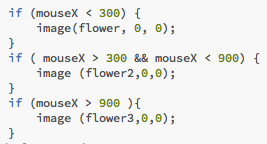 if (mouseX < 300) {
    image(flower, 0, 0);
}
if ( mouseX > 300 && mouseX < 900) {
    image (flower2,0,0);
}
if (mouseX > 900 ){
    image (flower3,0,0);
}